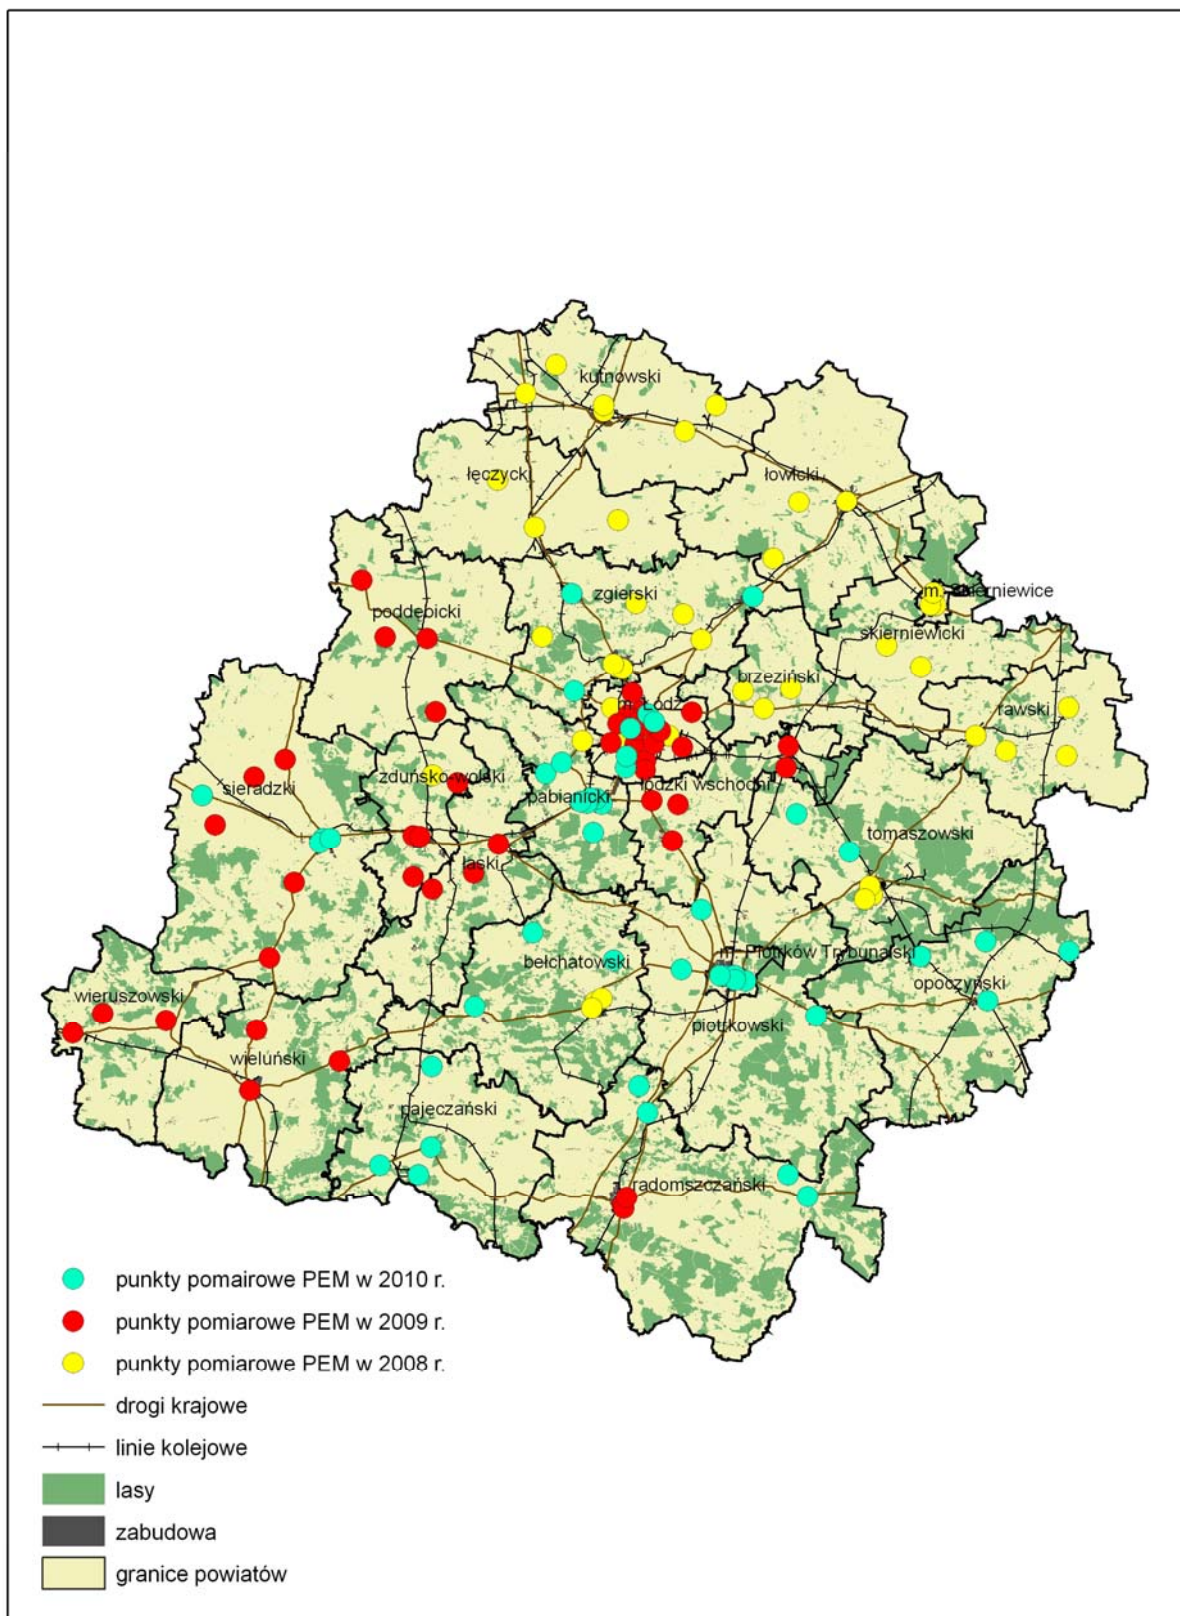 kutnowski
łęczycki
łowicki
m. Skierniewice
zgierski
poddębicki
skierniewicki
brzeziński
m. Łódź
rawski
zduńsko-wolski
łódzki wschodni
sieradzki
pabianicki
tomaszowski
łaski
m. Piotrków Trybunalski
bełchatowski
opoczyński
wieruszowski
piotrkowski
wieluński
pajęczański
radomszczański
punkty pomairowe PEM w 2010 r.
punkty pomiarowe PEM w 2009 r.
punkty pomiarowe PEM w 2008 r.
drogi krajowe
linie kolejowe
lasy
zabudowa
granice powiatów